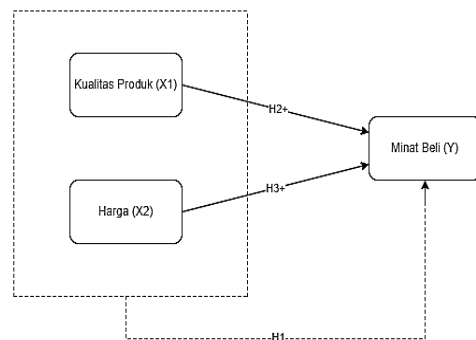 Kualitas Produk (X1)
H2+
Minat Beli (Y)
H3+
Harga (X2)
H1